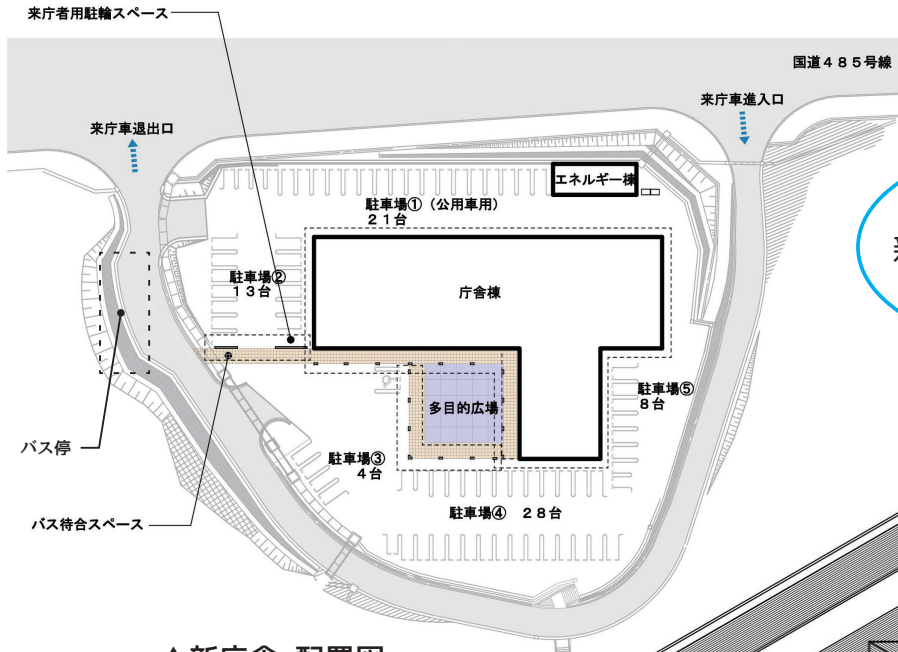 来庁者用駐輪スペース
国道485号線
来庁車進入口
来庁車退出口
エネルギー棟
駐車場①(公用車用)
21台
駐車場②
13台
庁舎棟
駐車場⑤
8台
多目的広場
バス停
駐車場③
4台
駐車場④ 28台
バス待合スペース